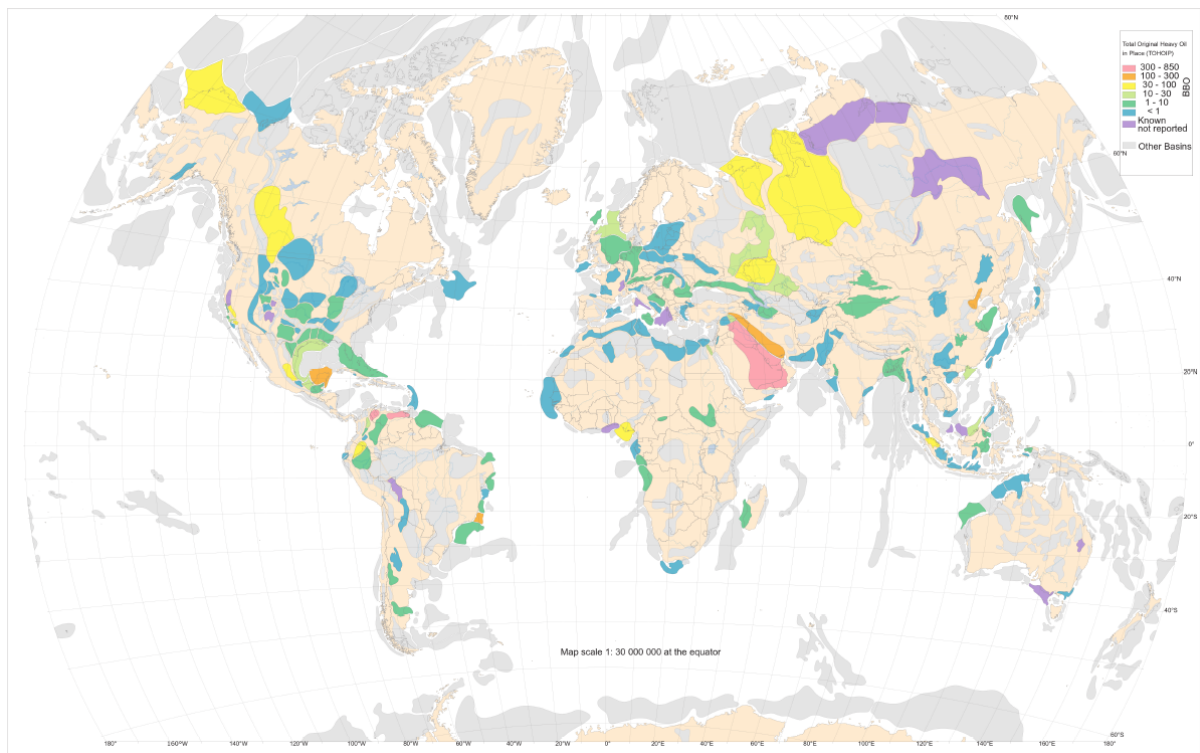 80°N
Total Original Heavy Oil
in Place (TOHOIP)
300 - 850
100 - 300
30 - 100
10 - 30
1 - 10
< 1
BBO
Known
not reported
Other Basins
60°N
40°N
20°N
0°
20°S
40°S
Map scale 1: 30 000 000 at the equator
60°S
180° 160°W 140°W 120°W 100°W 80°W 60°W 40°W 20°W 0° 20°E 40°E 60°E 80°E 100°E 120°E 140°E 160°E 180°